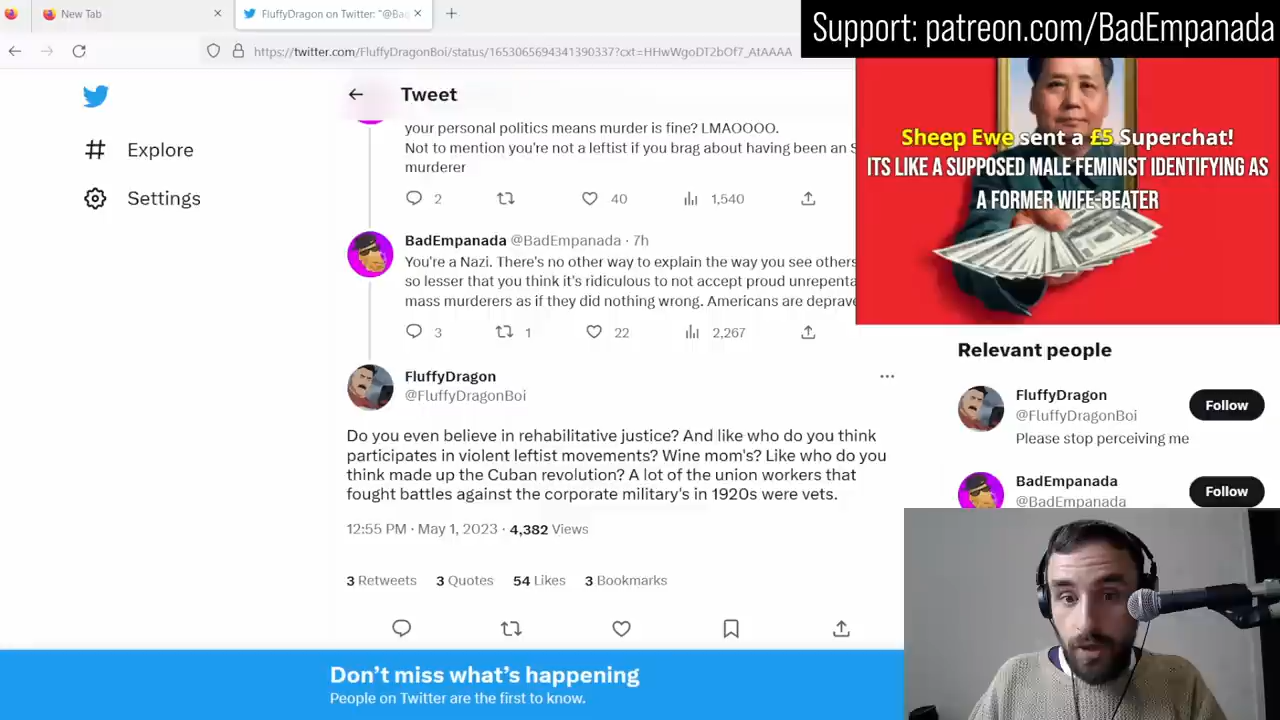 New Tab
FluffyDragon on Twitter: "@Bad
Support: patreon.com/BadEmpanada
https://twitter.com/FluffyDragonBoi/status/1653065694341390337?cxt=HHwWgoDT2bOf7_AtAAAA
Explore
Settings
Tweet
your personal politics means murder is fine? LMAOOOO.
Not to mention you're not a leftist if you brag about having been an S
murderer
2
40
1,540
BadEmpanada @BadEmpanada · 7h
You're a Nazi. There's no other way to explain the way you see others
so lesser that you think it's ridiculous to not accept proud unrepenta
mass murderers as if they did nothing wrong. Americans are deprave
3
1
22
2,267
FluffyDragon
@FluffyDragonBoi
Do you even believe in rehabilitative justice? And like who do you think
participates in violent leftist movements? Wine mom's? Like who do you
think made up the Cuban revolution? A lot of the union workers that
fought battles against the corporate military's in 1920s were vets.
12:55 PM · May 1, 2023 · 4,382 Views
3 Retweets 3 Quotes 54 Likes 3 Bookmarks
Sheep Ewe sent a £5 Superchat!
ITS LIKE A SUPPOSED MALE FEMINIST IDENTIFYING AS
A FORMER WIFE-BEATER
Relevant people
FluffyDragon
@FluffyDragonBoi
Follow
Please stop perceiving me
BadEmpanada
@BadEmpanada
Follow
Don't miss what's happening
People on Twitter are the first to know.